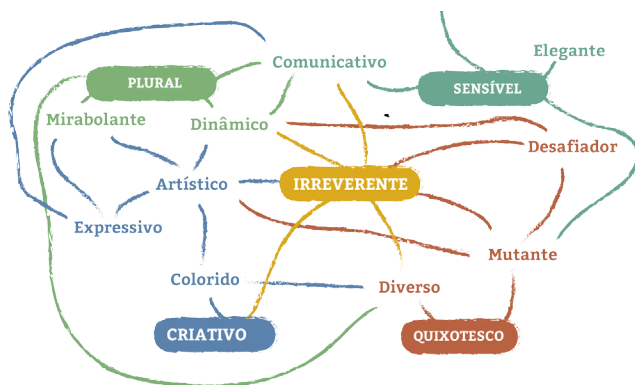 Elegante
Comunicativo
PLURAL
SENSÍVEL
Mirabolante
Dinâmico
Desafiador
Artístico
IRREVERENTE
Expressivo
Mutante
Colorido
Diverso
CRIATIVO
QUIXOTESCO